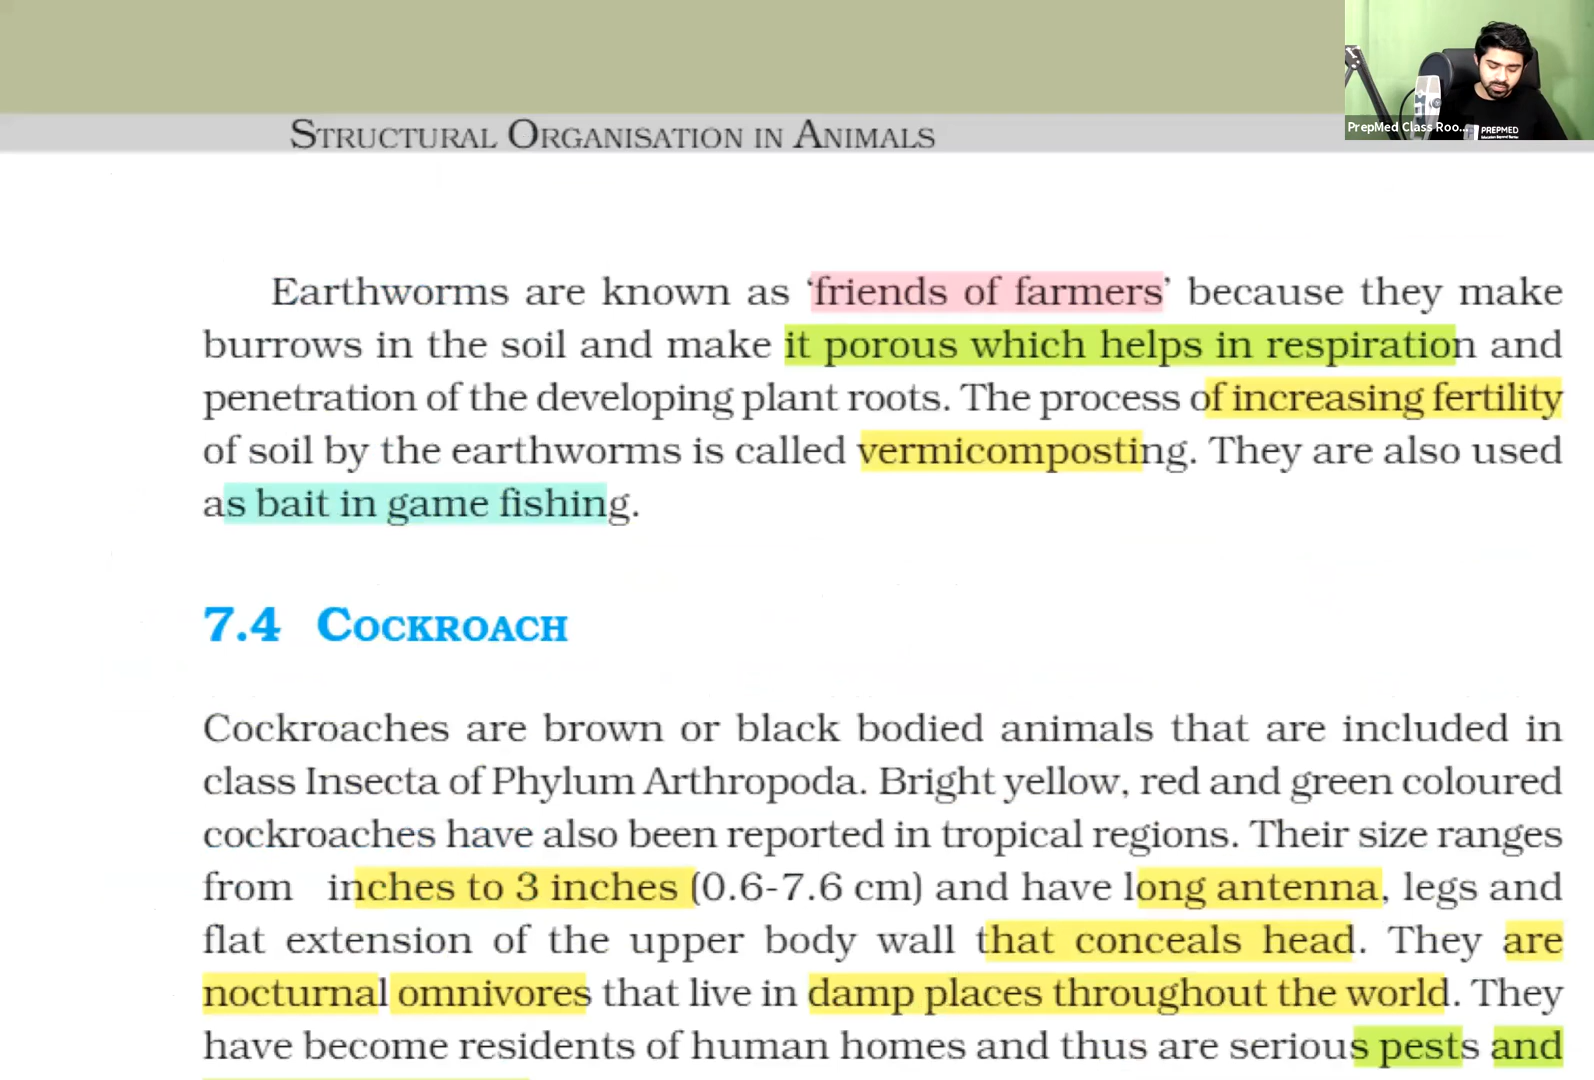 STRUCTURAL ORGANISATION IN ANIMALS
PrepMed Class Roo...
PREPMED
Earthworms are known as ‘friends of farmers’ because they make
burrows in the soil and make it porous which helps in respiration and
penetration of the developing plant roots. The process of increasing fertility
of soil by the earthworms is called vermicomposting. They are also used
as bait in game fishing.
7.4 COCKROACH
Cockroaches are brown or black bodied animals that are included in
class Insecta of Phylum Arthropoda. Bright yellow, red and green coloured
cockroaches have also been reported in tropical regions. Their size ranges
from inches to 3 inches (0.6-7.6 cm) and have long antenna, legs and
flat extension of the upper body wall that conceals head. They are
nocturnal omnivores that live in damp places throughout the world. They
have become residents of human homes and thus are serious pests and